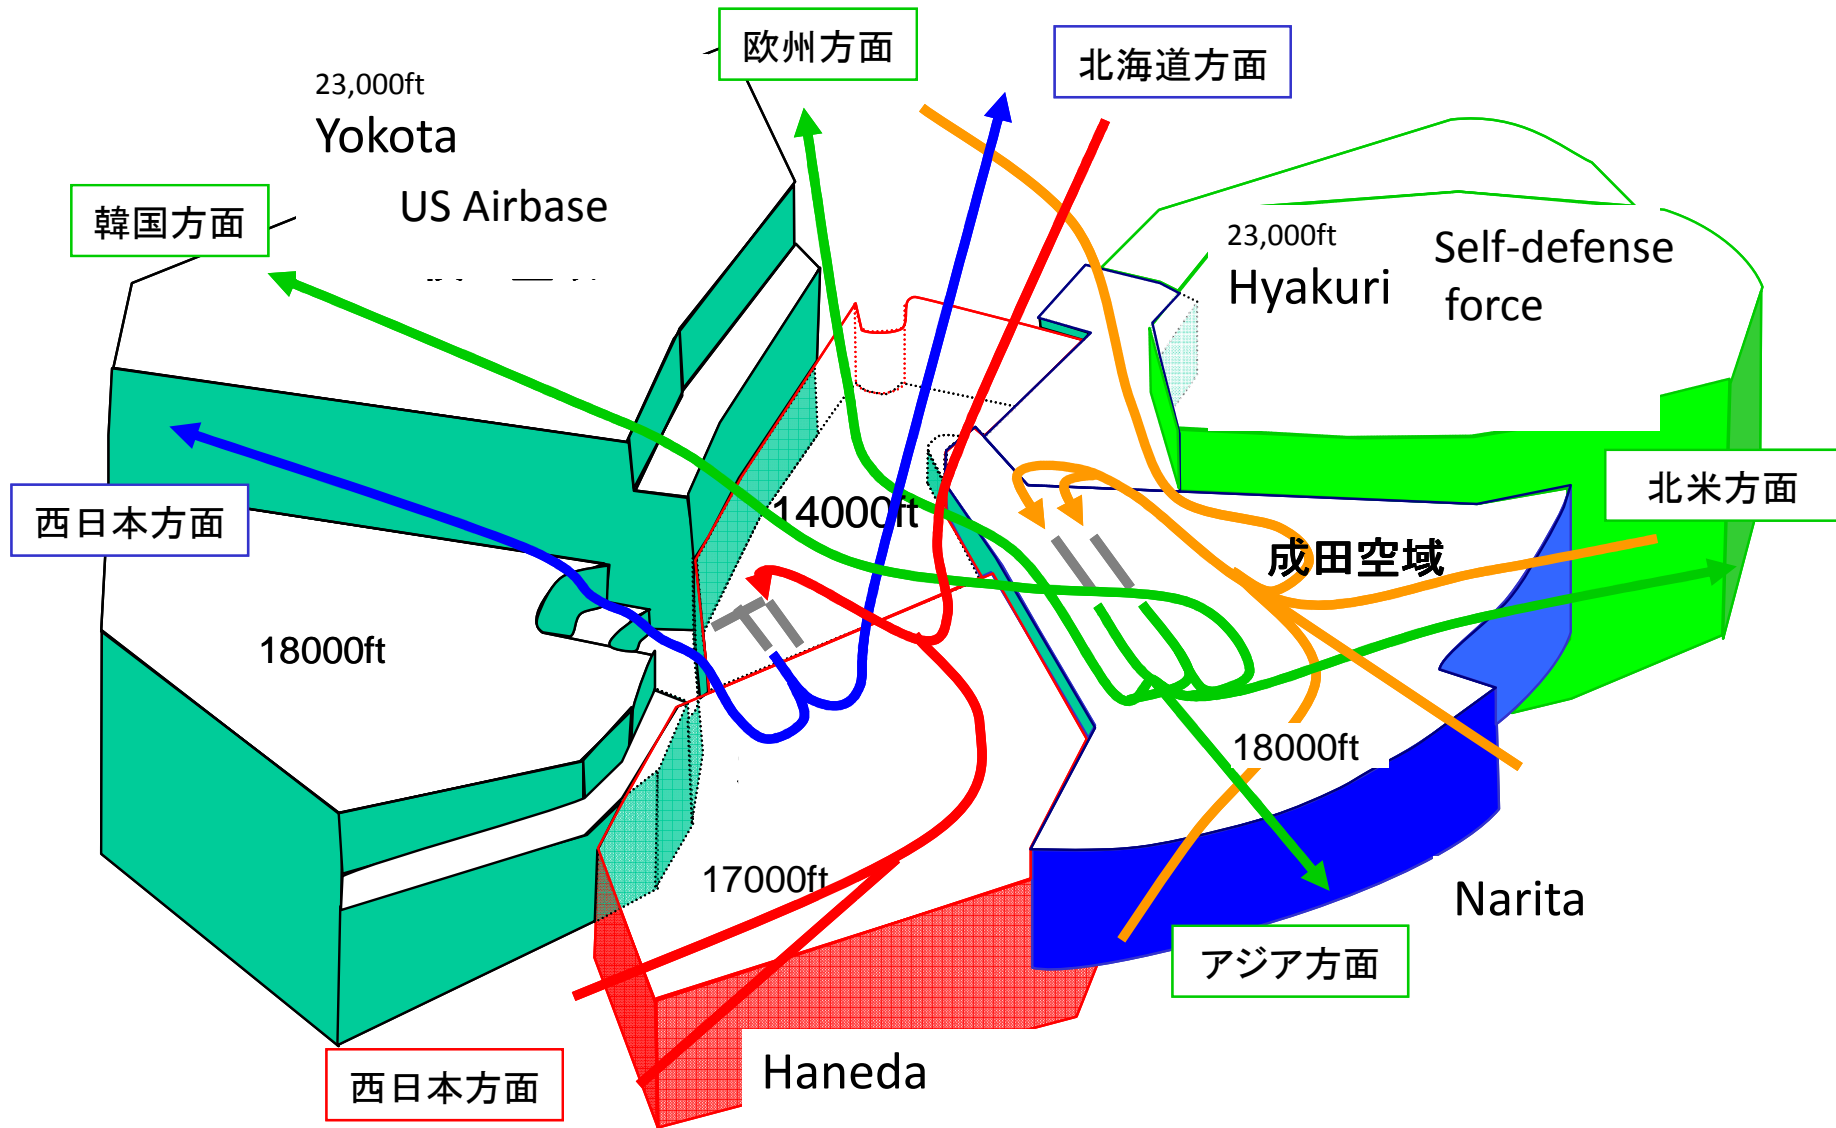 欧州方面
北海道方面
23,000ft
Yokota
US Airbase
韓国方面
23,000ft
Hyakuri
Self-defense
force
西日本方面
14000ft
北米方面
成田空域
18000ft
18000ft
17000ft
Narita
アジア方面
西日本方面
Haneda